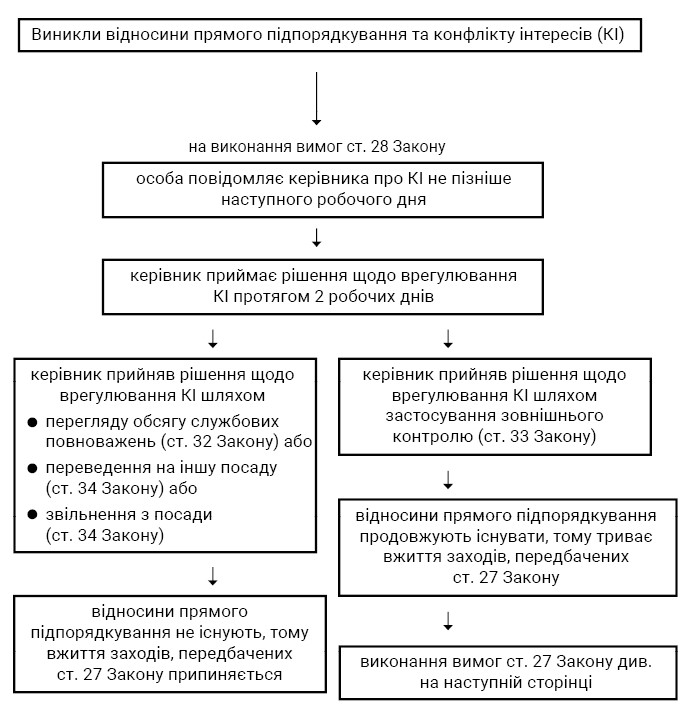 Виникли відносини прямого підпорядкування та конфлікту інтересів (КІ)
на виконання вимог ст. 28 Закону
особа повідомляє керівника про КІ не пізніше
наступного робочого дня
керівник приймає рішення щодо врегулювання
КІ протягом 2 робочих днів
керівник прийняв рішення щодо
врегулювання КІ шляхом
● перегляду обсягу службових
повноважень (ст. 32 Закону) або
● переведення на іншу посаду
(ст. 34 Закону) або
● звільнення з посади
(ст. 34 Закону)
відносини прямого
підпорядкування не існують, тому
вжиття заходів, передбачених
ст. 27 Закону припиняється
керівник прийняв рішення щодо
врегулювання КІ шляхом
застосування зовнішнього
контролю (ст. 33 Закону)
відносини прямого підпорядкування
продовжують існувати, тому триває
вжиття заходів, передбачених
ст. 27 Закону
виконання вимог ст. 27 Закону див.
на наступній сторінці